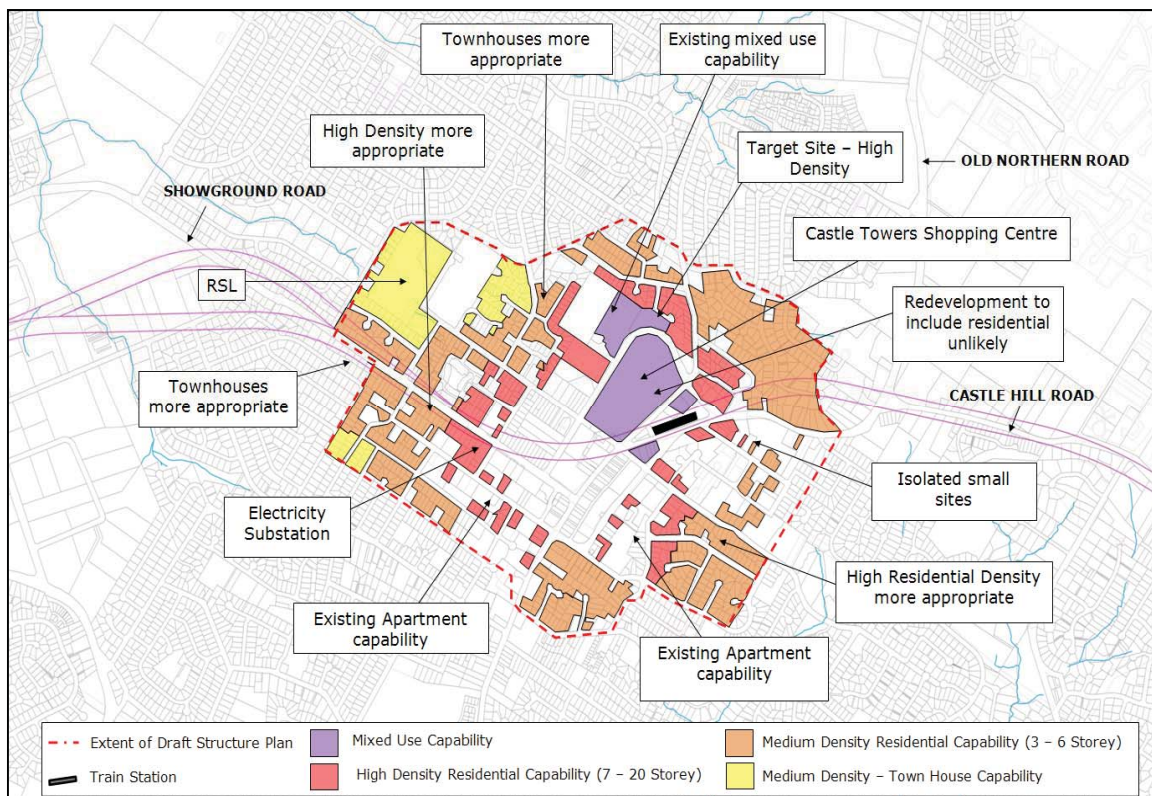 Townhouses more
appropriate
Existing mixed use
capability
High Density more
appropriate
Target Site – High
Density
OLD NORTHERN ROAD
SHOWGROUND ROAD
Castle Towers Shopping Centre
RSL
Redevelopment to
include residential
unlikely
Townhouses
more appropriate
CASTLE HILL ROAD
Isolated small
sites
Electricity
Substation
High Residential Density
more appropriate
Existing Apartment
capability
Existing Apartment
capability
Extent of Draft Structure Plan
Mixed Use Capability
Medium Density Residential Capability (3 – 6 Storey)
Train Station
High Density Residential Capability (7 – 20 Storey)
Medium Density – Town House Capability